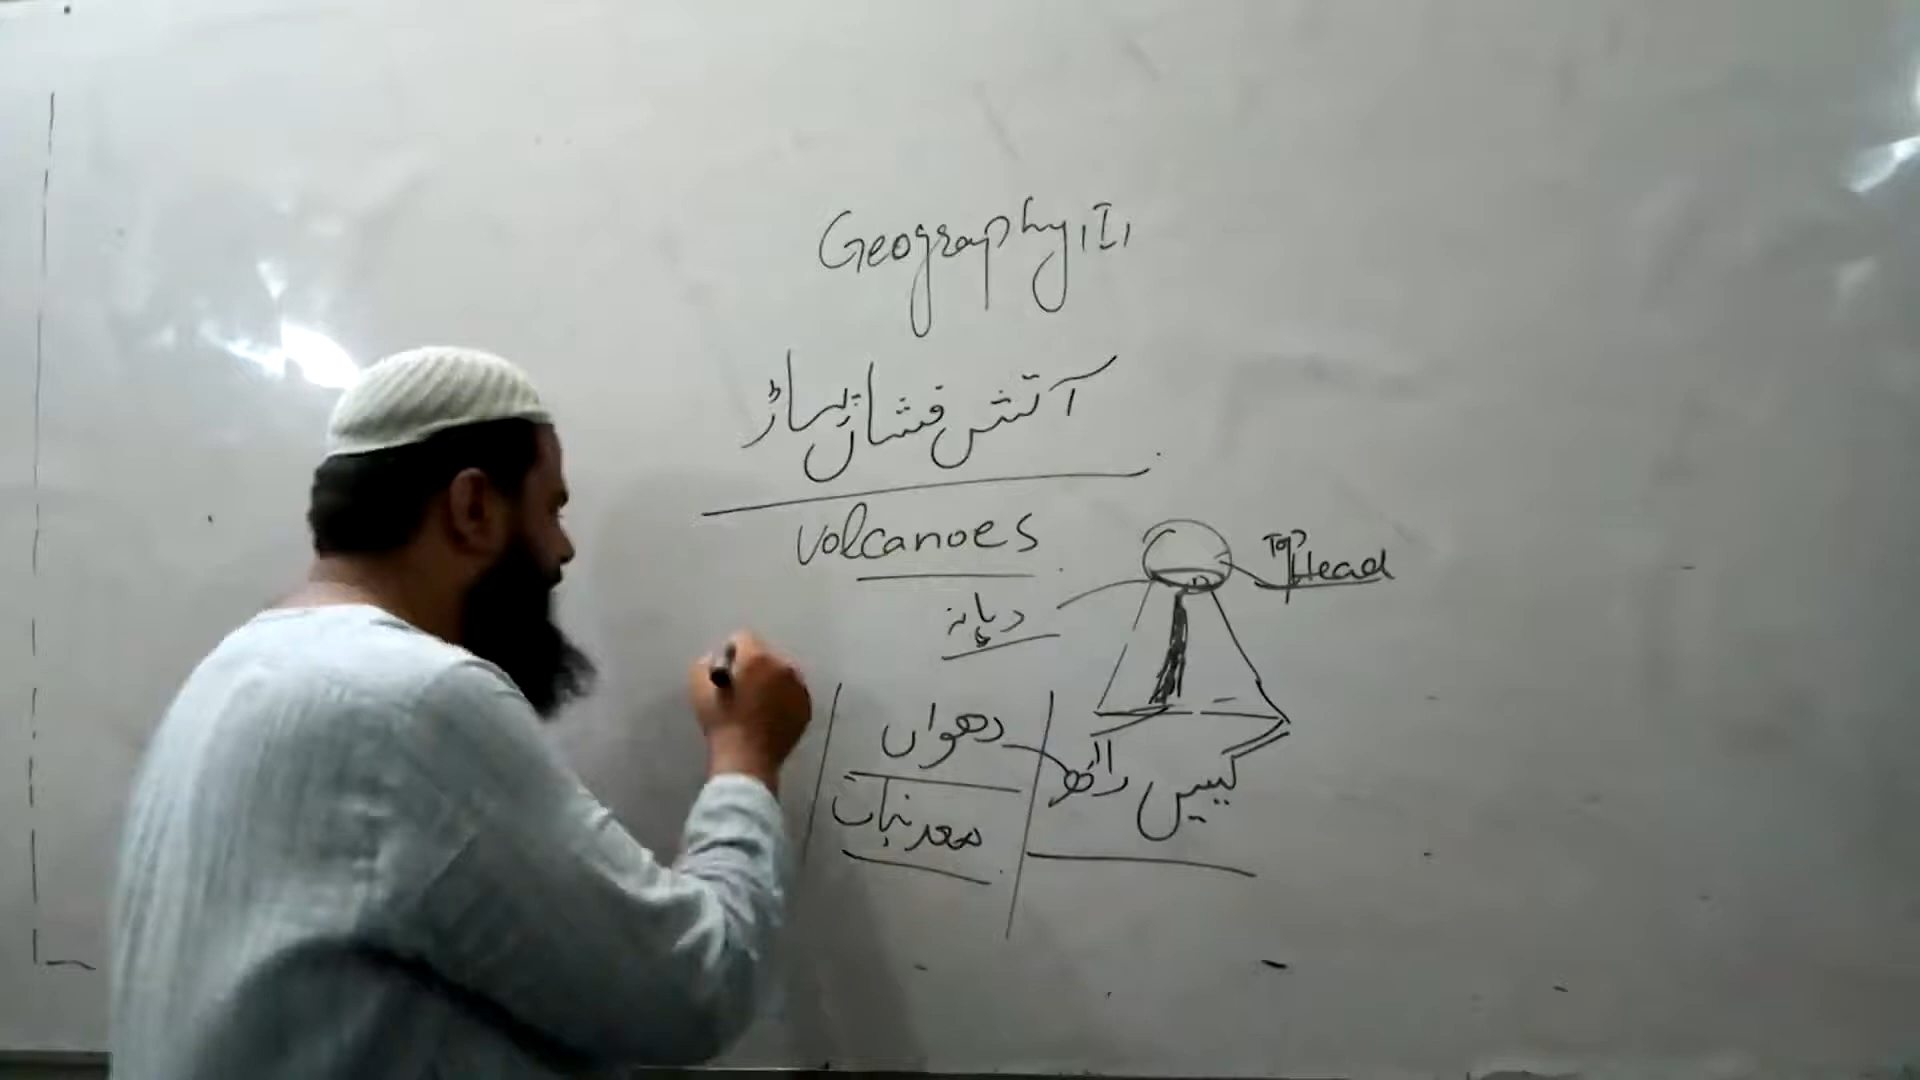 Geography, I,
آتش فشاں پہاڑ
volcanoes
Top Head
دہانہ
دھواں
گیس راکھ
معدنیات